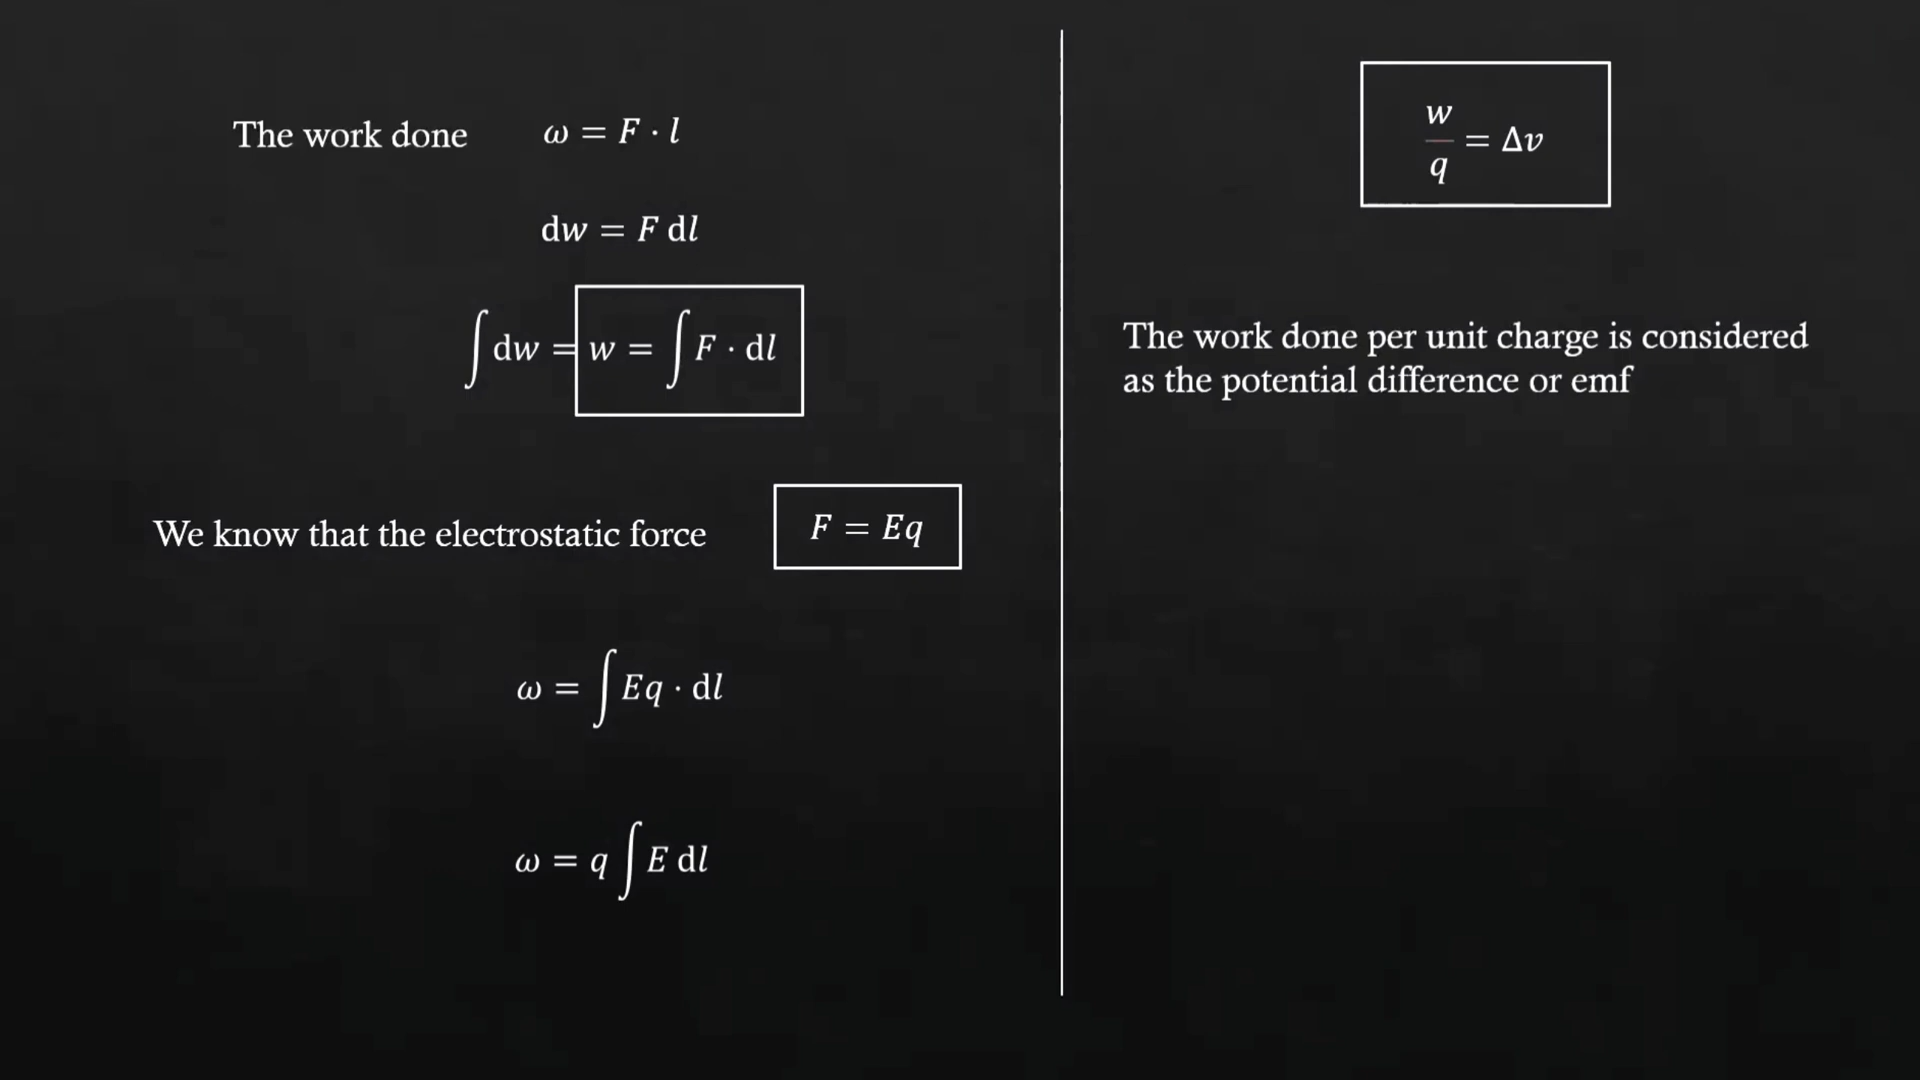 The work done ω = F · l
dw = F dl
∫ dw = w = ∫ F · dl
We know that the electrostatic force F = Eq
ω = ∫ Eq · dl
ω = q ∫ E dl
w/q = Δv
The work done per unit charge is considered
as the potential difference or emf